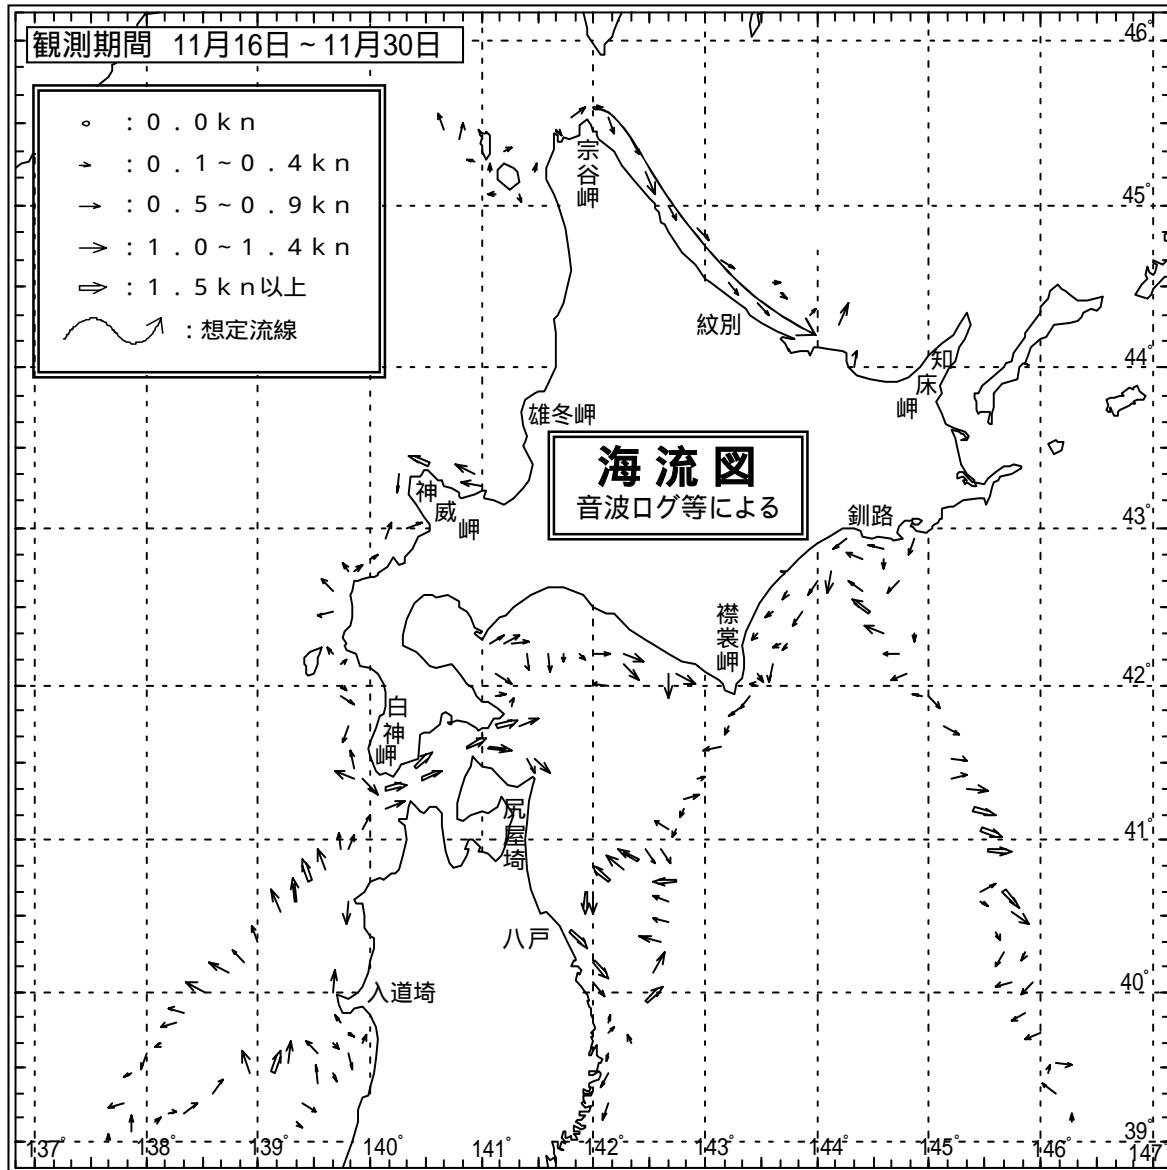 観測期間 11月16日～11月30日
：０．０ｋｎ
：０．１～０．４ｋｎ
：０．５～０．９ｋｎ
：１．０～１．４ｋｎ
：１．５ｋｎ以上
：想定流線
宗谷岬
紋別
知床岬
雄冬岬
海流図
音波ログ等による
神威岬
釧路
襟裳岬
白神岬
尻屋埼
八戸
入道埼
46°
45°
44°
43°
42°
41°
40°
39°
137°
138°
139°
140°
141°
142°
143°
144°
145°
146°
147°